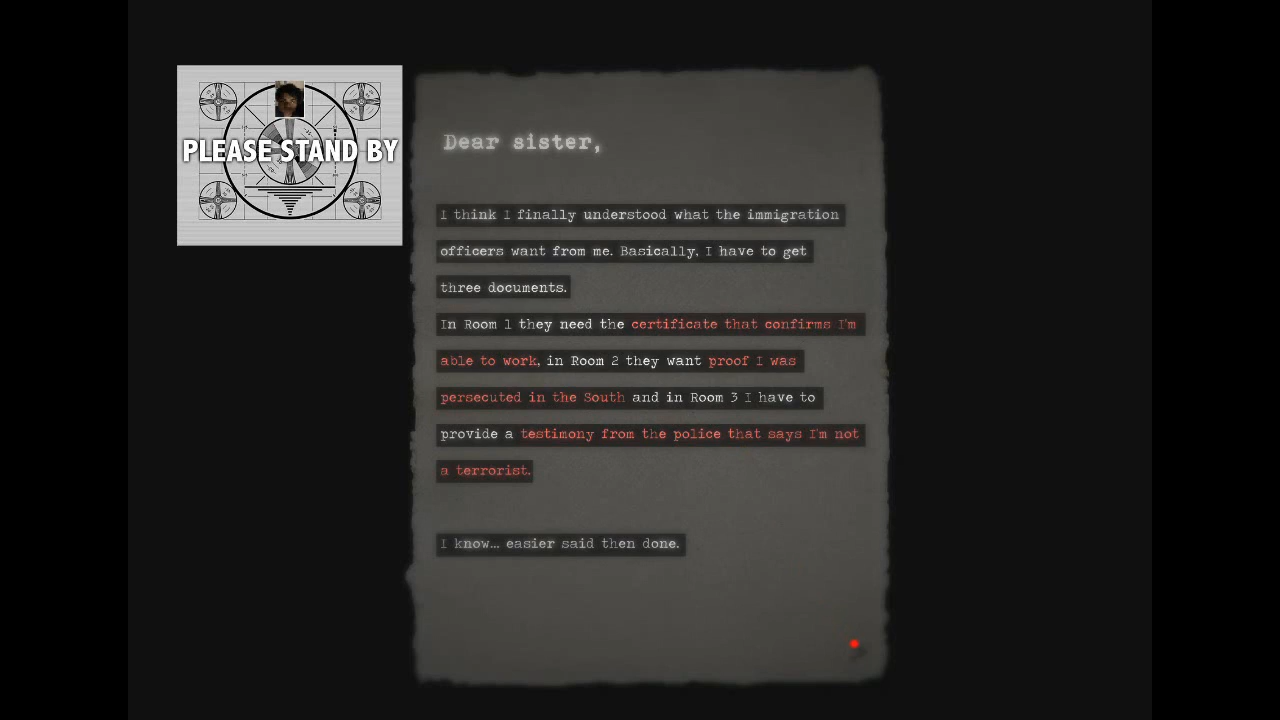 PLEASE STAND BY
Dear sister,
I think I finally understood what the immigration
officers want from me. Basically, I have to get
three documents.
In Room 1 they need the certificate that confirms I'm
able to work, in Room 2 they want proof I was
persecuted in the South and in Room 3 I have to
provide a testimony from the police that says I'm not
a terrorist.
I know... easier said then done.